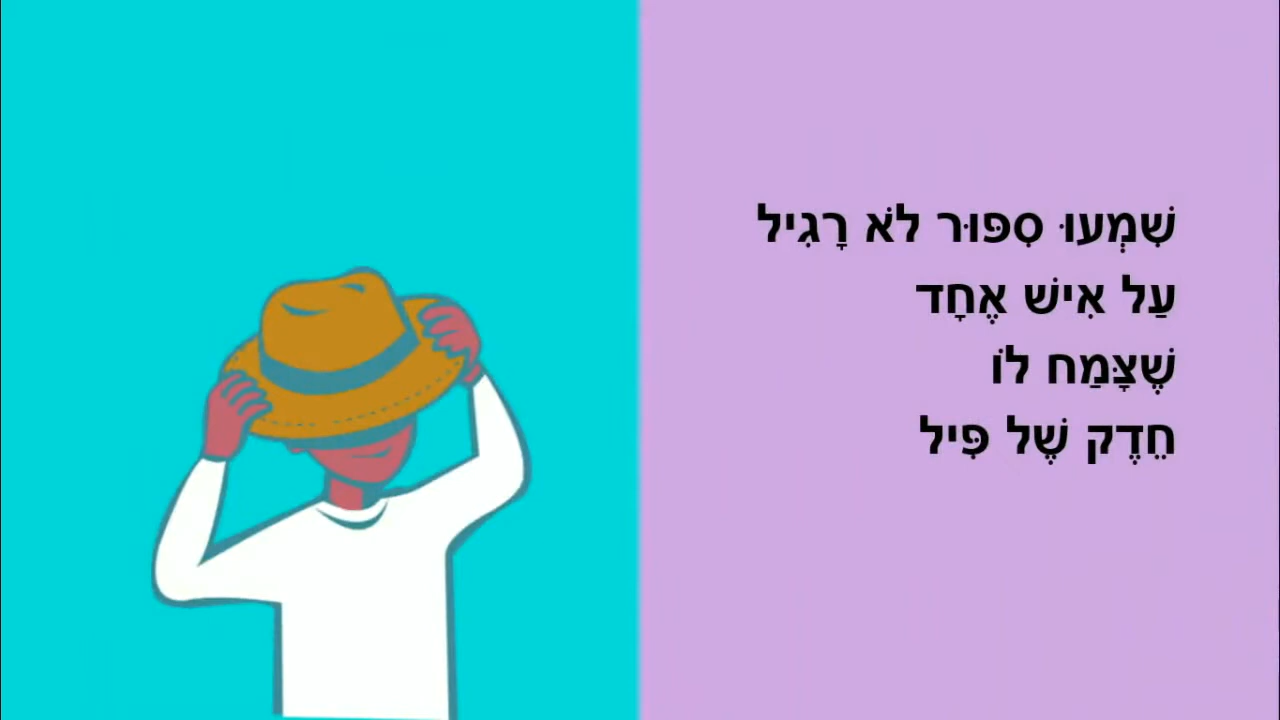 שִׁמְעוּ סִפּוּר לֹא רָגִיל
עַל אִישׁ אֶחָד
שֶׁצָּמַח לוֹ
חֵדֶק שֶׁל פִּיל